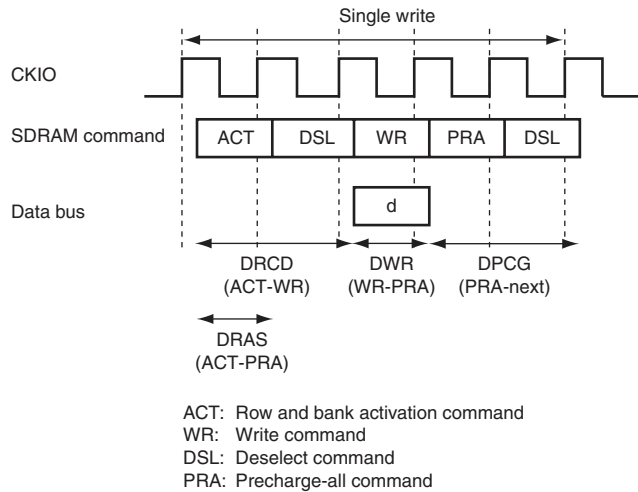 Single write
CKIO
SDRAM command ACT DSL WR PRA DSL
Data bus d
DRCD DWR DPCG
(ACT-WR) (WR-PRA) (PRA-next)
DRAS
(ACT-PRA)
ACT: Row and bank activation command
WR: Write command
DSL: Deselect command
PRA: Precharge-all command